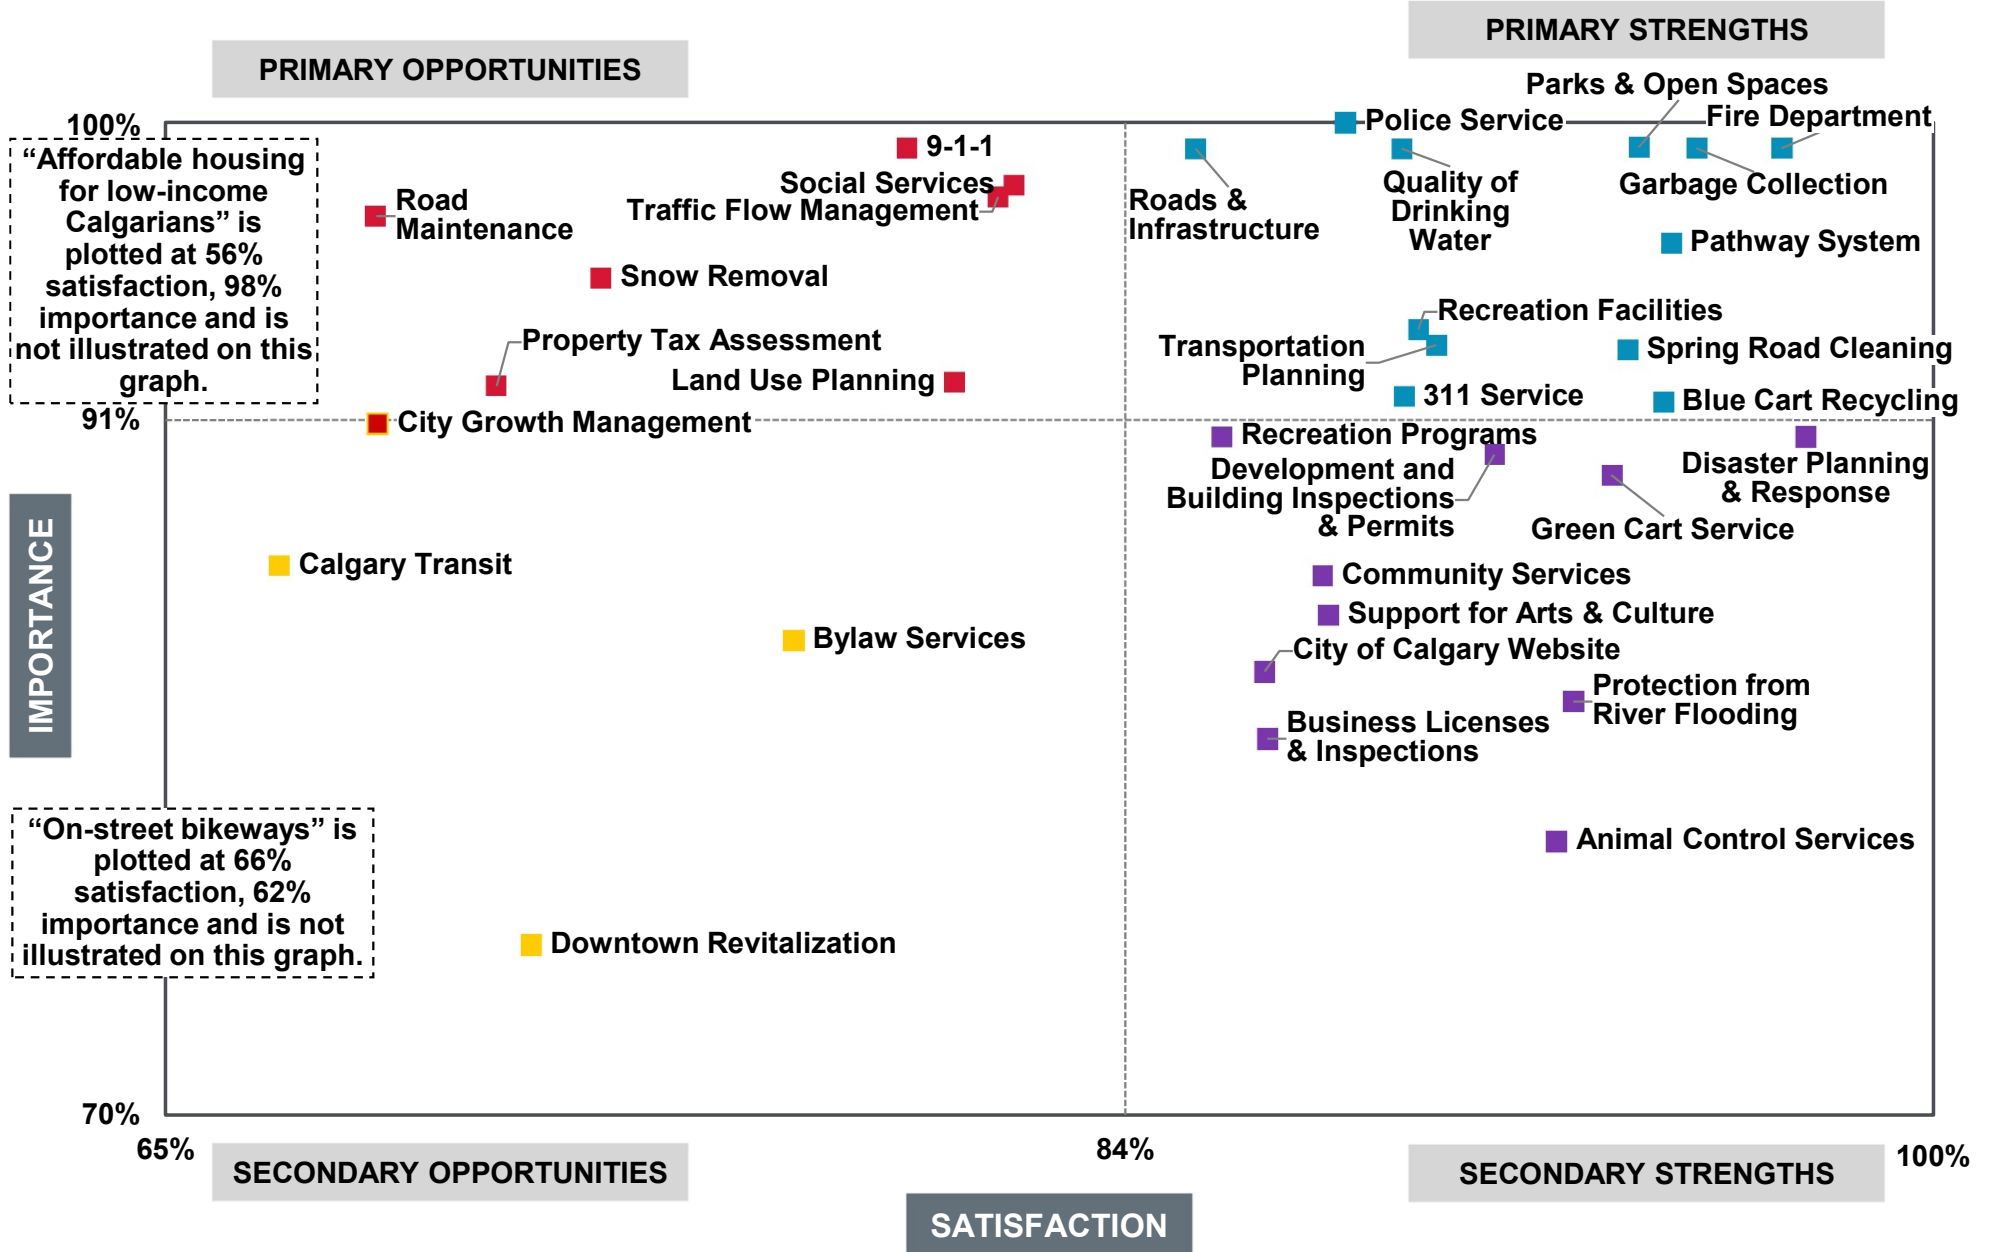 PRIMARY STRENGTHS
PRIMARY OPPORTUNITIES
Parks & Open Spaces
100%
Police Service
Fire Department
“Affordable housing
for low-income
Calgarians” is
plotted at 56%
satisfaction, 98%
importance and is
not illustrated on this
graph.
9-1-1
Social Services
Traffic Flow Management
Road
Maintenance
Roads &
Infrastructure
Quality of
Drinking
Water
Garbage Collection
Pathway System
Snow Removal
Recreation Facilities
Property Tax Assessment
Transportation
Planning
Spring Road Cleaning
Land Use Planning
311 Service
Blue Cart Recycling
91%
City Growth Management
Recreation Programs
Development and
Building Inspections
& Permits
Disaster Planning
& Response
Green Cart Service
IMPORTANCE
Calgary Transit
Community Services
Support for Arts & Culture
Bylaw Services
City of Calgary Website
Protection from
River Flooding
Business Licenses
& Inspections
“On-street bikeways” is
plotted at 66%
satisfaction, 62%
importance and is not
illustrated on this graph.
Animal Control Services
Downtown Revitalization
70%
65%
84%
100%
SECONDARY OPPORTUNITIES
SECONDARY STRENGTHS
SATISFACTION